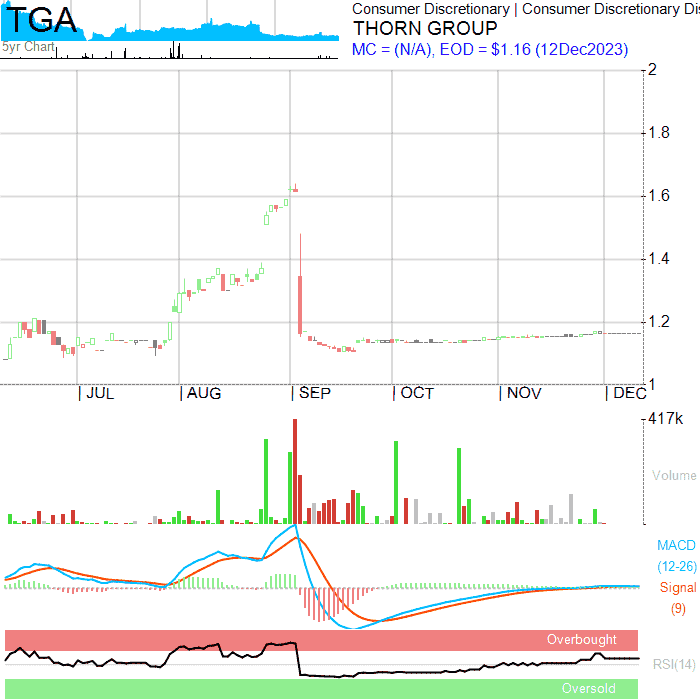 TGA
5yr Chart
Consumer Discretionary | Consumer Discretionary Dis
THORN GROUP
MC = (N/A), EOD = $1.16 (12Dec2023)
2
1.8
1.6
1.4
1.2
1
| JUL | AUG | SEP | OCT | NOV | DEC
417k
Volume
MACD
(12-26)
Signal
(9)
Overbought
RSI(14)
Oversold